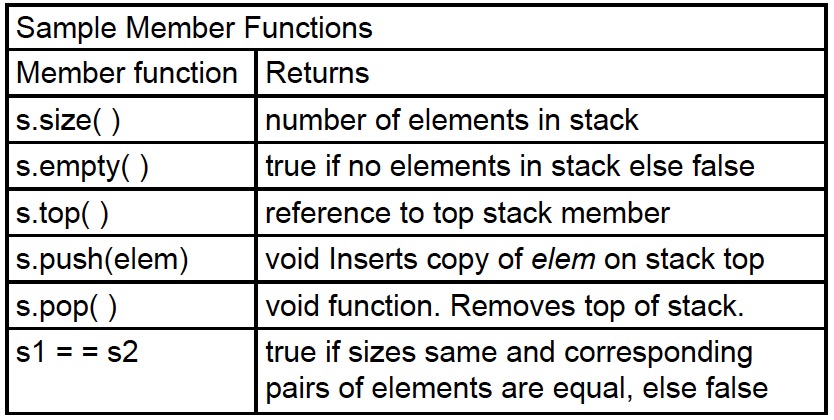 Sample Member Functions
Member function Returns
s.size( ) number of elements in stack
s.empty( ) true if no elements in stack else false
s.top( ) reference to top stack member
s.push(elem) void Inserts copy of elem on stack top
s.pop( ) void function. Removes top of stack.
s1 = = s2 true if sizes same and corresponding
pairs of elements are equal, else false